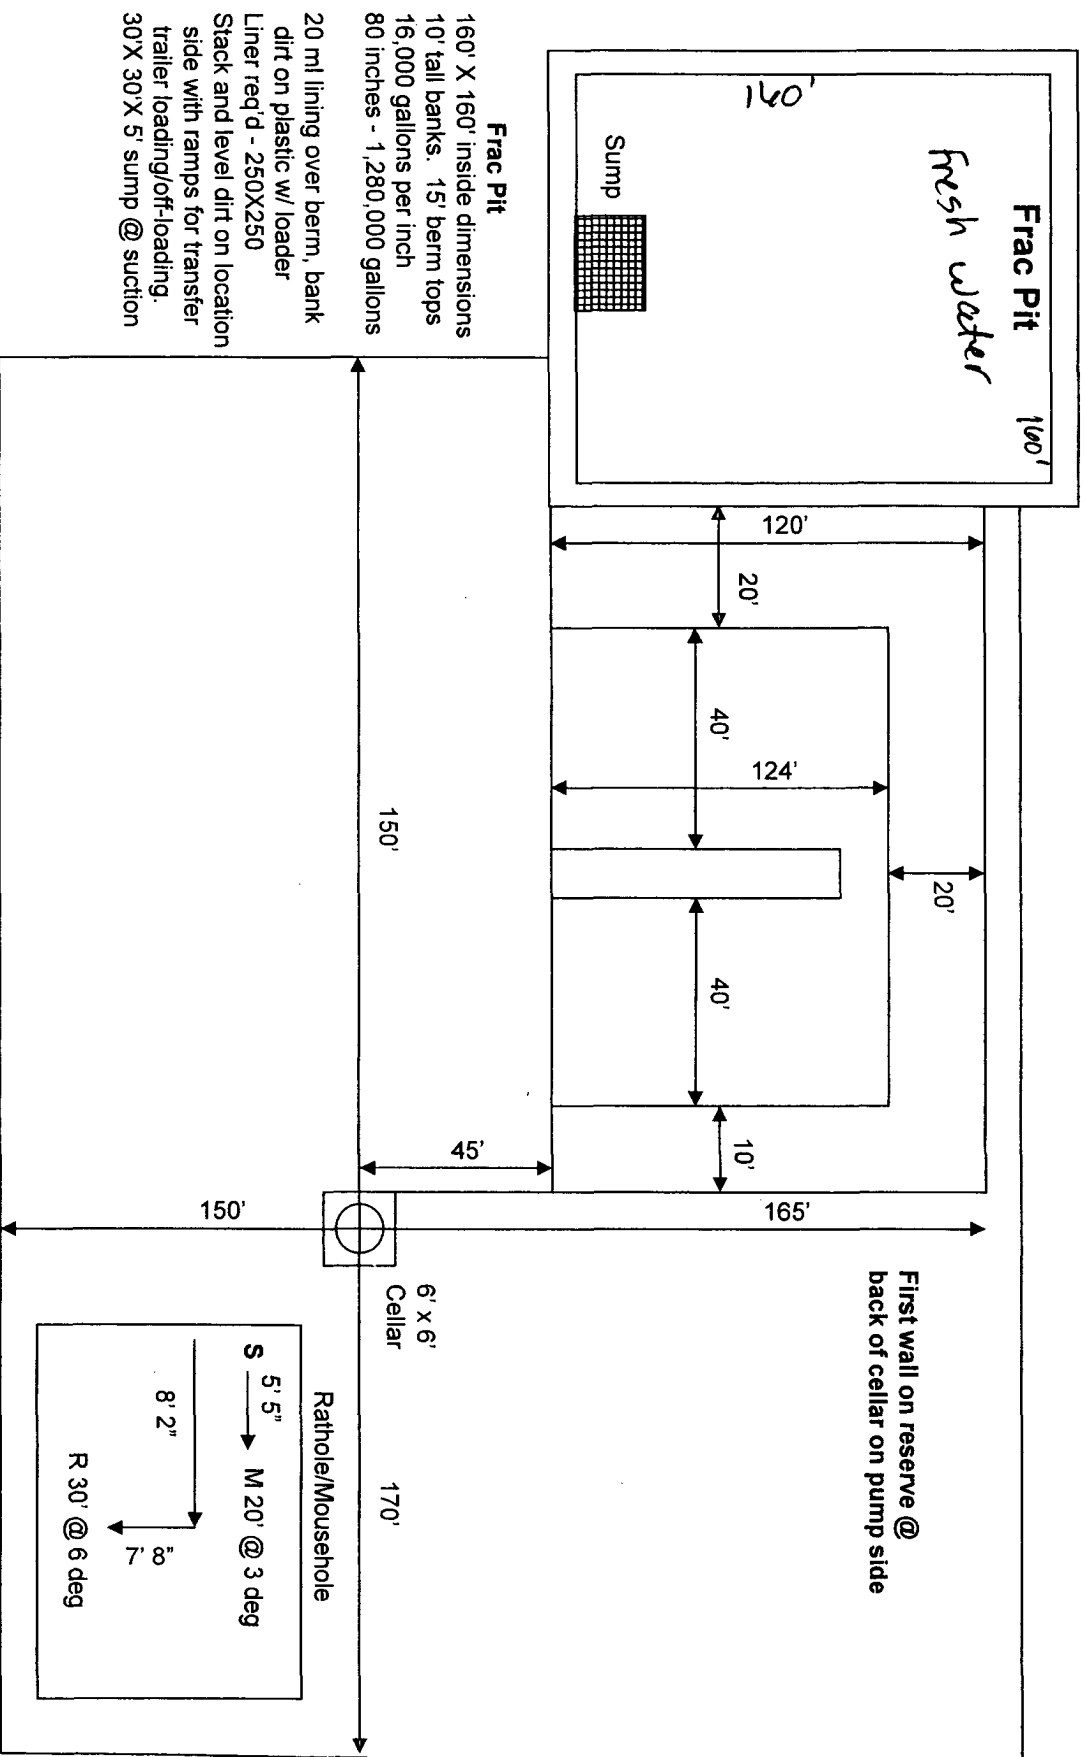 Frac Pit
160'
Fresh water
160'
Sump
Frac Pit
160' X 160' inside dimensions
10' tall banks. 15' berm tops
16,000 gallons per inch
80 inches - 1,280,000 gallons
20 ml lining over berm, bank
dirt on plastic w/ loader
Liner req'd - 250X250
Stack and level dirt on location
side with ramps for transfer
trailer loading/off-loading.
30'X 30'X 5' sump @ suction
120'
20'
40'
124'
20'
40'
10'
150'
45'
150'
165'
First wall on reserve @
back of cellar on pump side
6' x 6'
Cellar
170'
Rathole/Mousehole
5' 5"
S
M 20' @ 3 deg
8' 2"
7' 8"
R 30' @ 6 deg